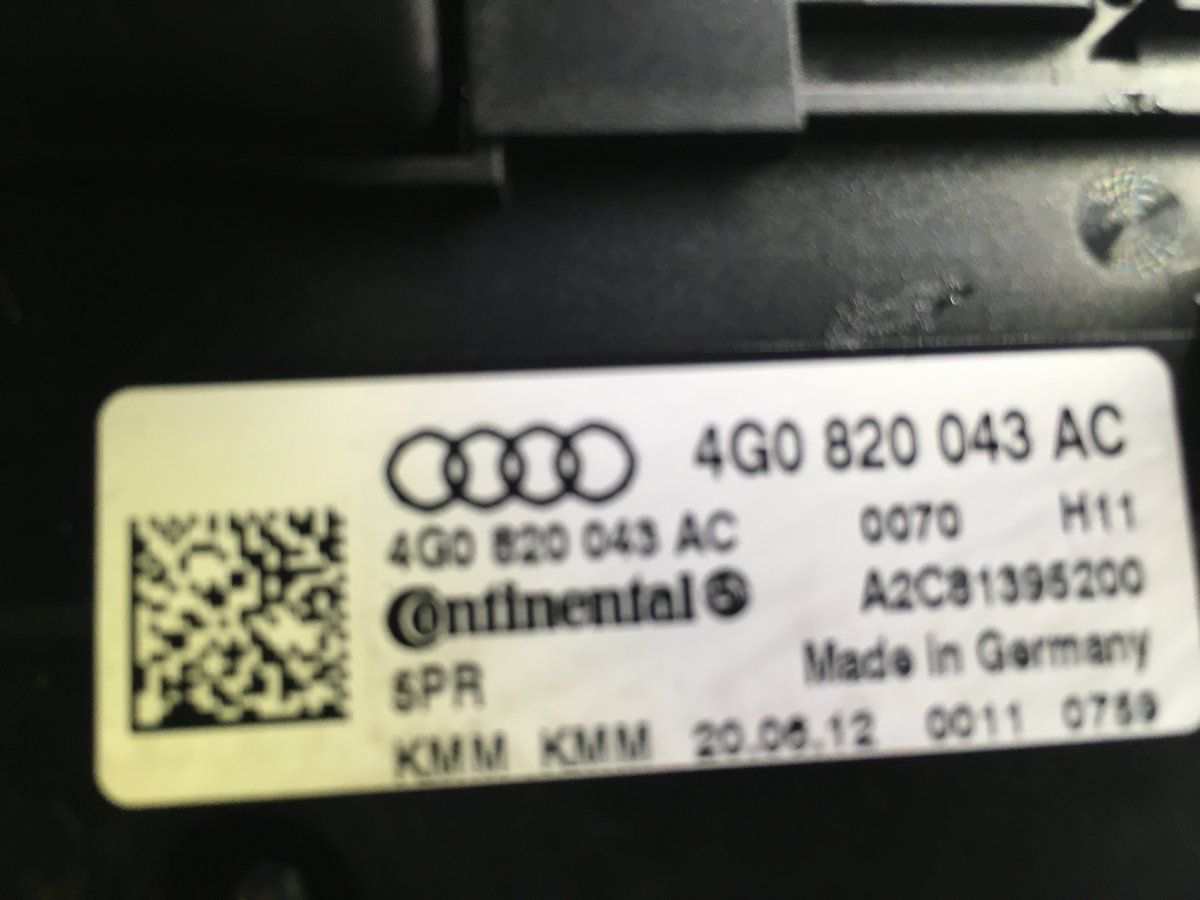 4G0 820 043 AC
4G0 820 043 AC 0070 H11
Continental A2C81395200
5PR Made in Germany
KMM KMM 20.06.12 0011 0759